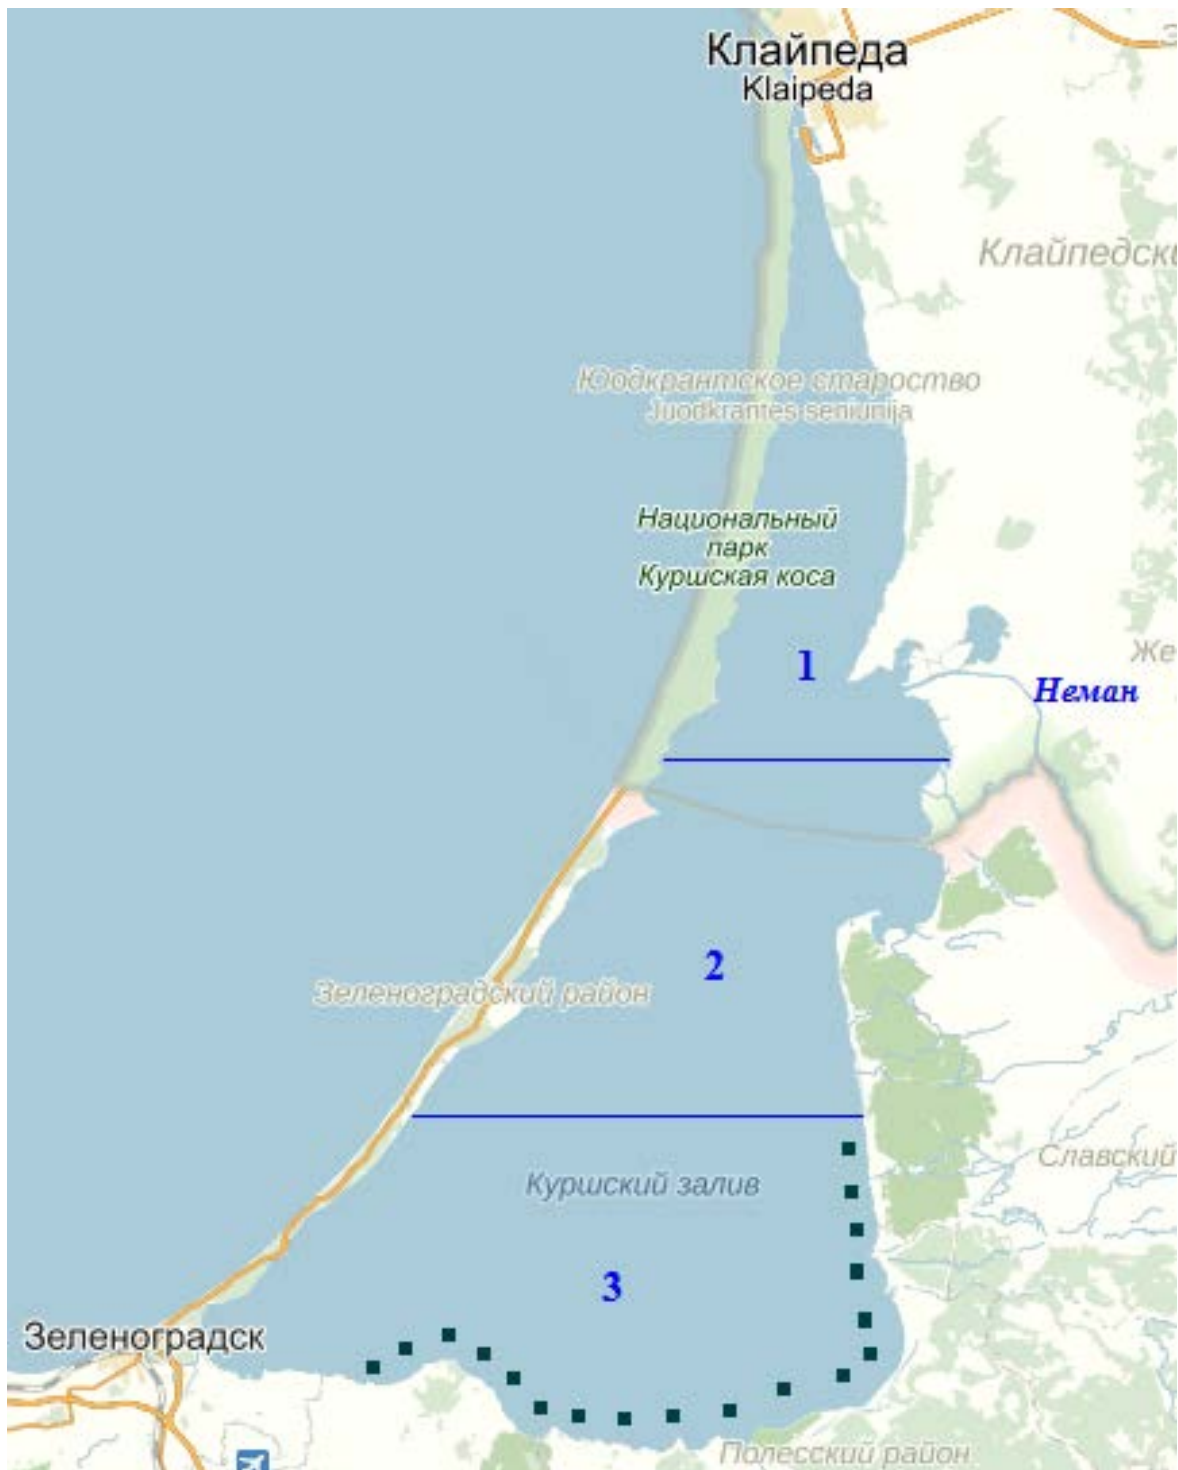 Клайпеда
Klaipeda
Клайпедски
Юодкрантское староство
Juodkrantes seniunija
Национальный
парк
Куршская коса
1
Же
Неман
2
Зеленоградский район
Славский
Куршский залив
3
Зеленоградск
Полесский район